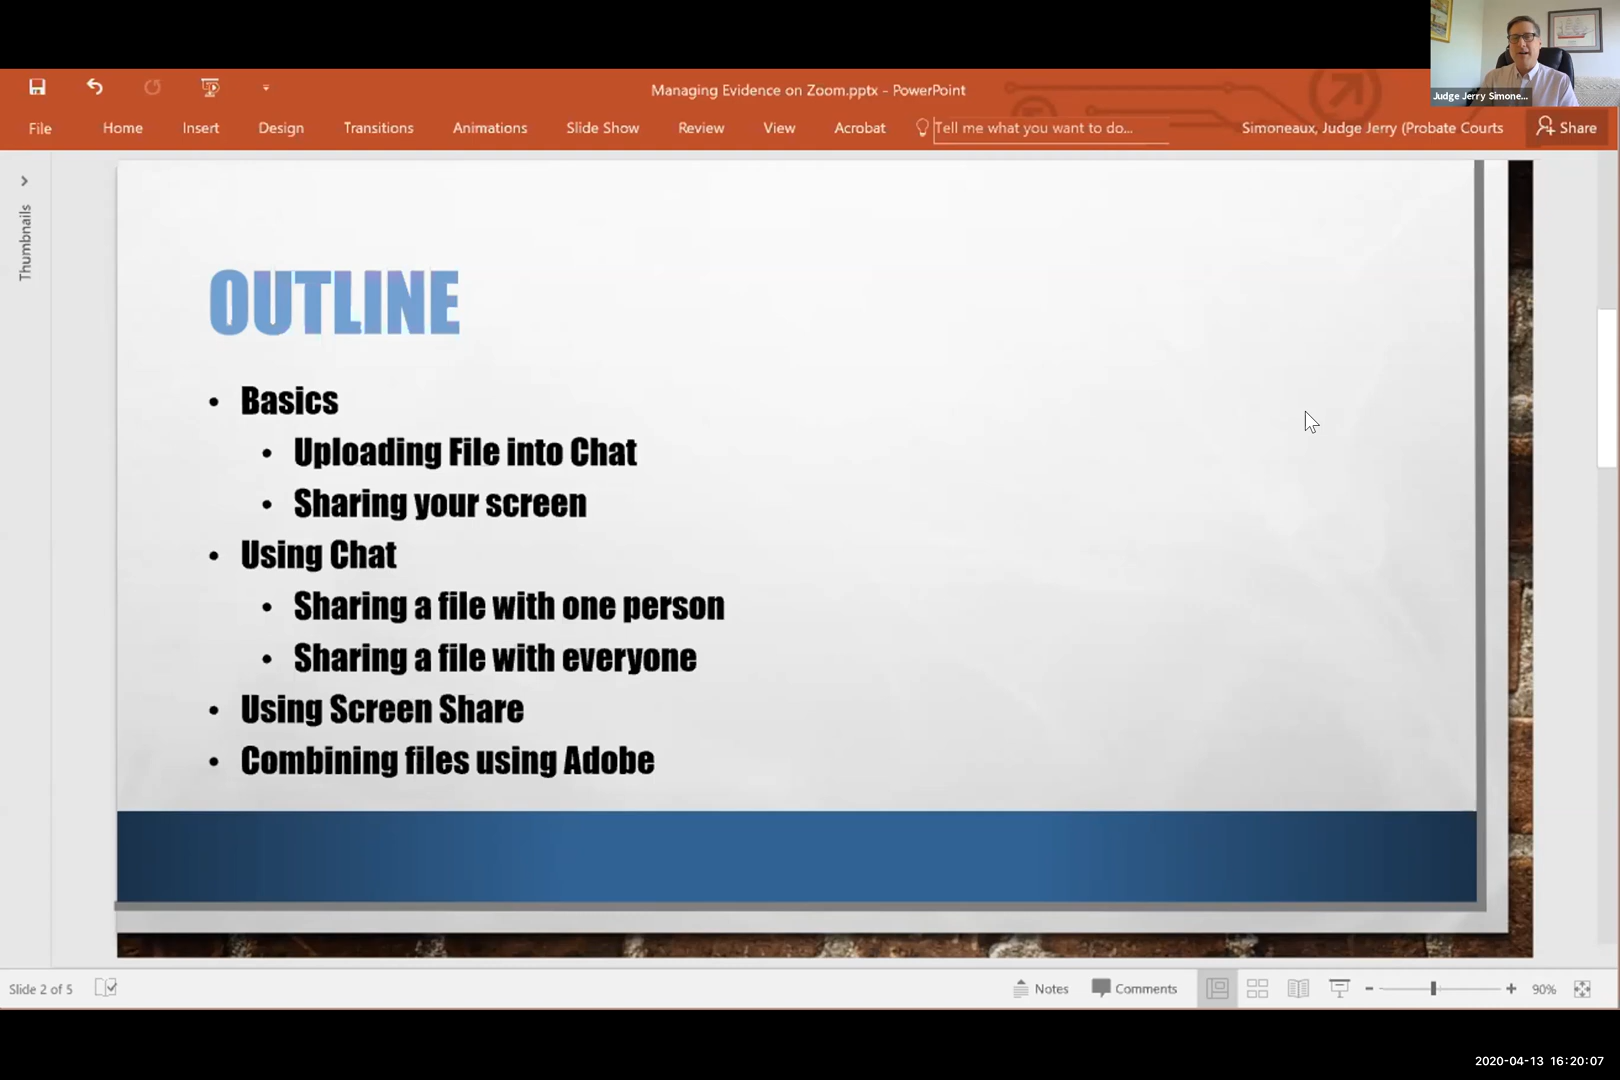 Judge Jerry Simone...
Managing Evidence on Zoom.pptx - PowerPoint
File Home Insert Design Transitions Animations Slide Show Review View Acrobat Tell me what you want to do... Simoneaux, Judge Jerry (Probate Courts Share
Thumbnails
OUTLINE
• Basics
• Uploading File into Chat
• Sharing your screen
• Using Chat
• Sharing a file with one person
• Sharing a file with everyone
• Using Screen Share
• Combining files using Adobe
Slide 2 of 5 Notes Comments 90%
2020-04-13 16:20:07